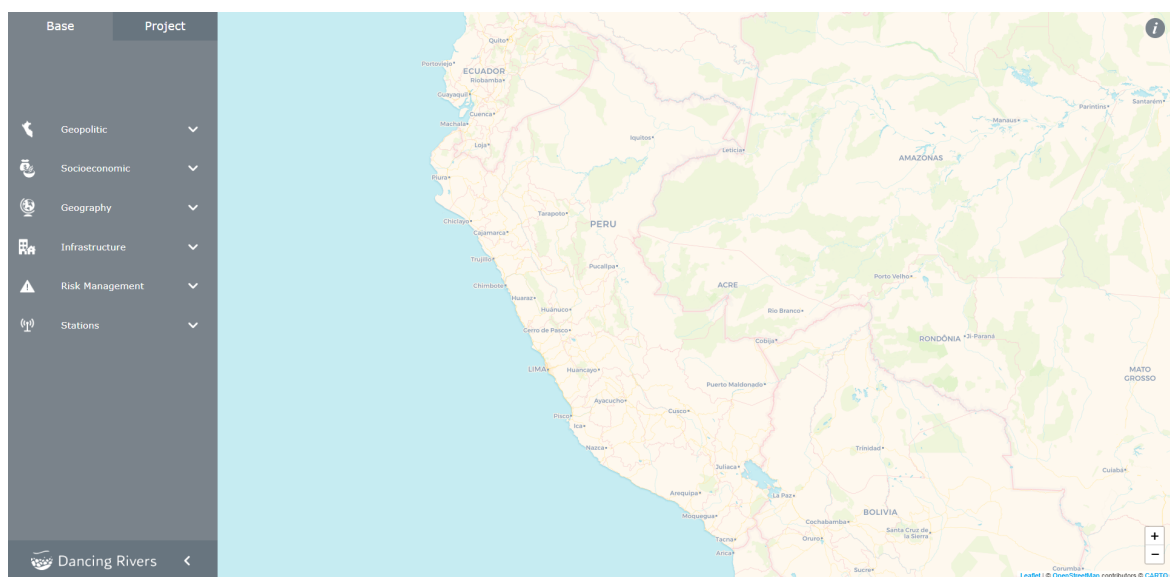 Base
Project
Geopolitic
Socioeconomic
Geography
Infrastructure
Risk Management
Stations
Dancing Rivers
Quito
Portoviejo
ECUADOR
Riobamba
Guayaquil
Cuenca
Machala
Loja
Iquitos
Leticia
Manaus
Parintins
Santarém
AMAZONAS
Piura
Chiclayo
Tarapoto
Cajamarca
PERU
Trujillo
Pucallpa
Chimbote
ACRE
Porto Velho
Huaraz
Huánuco
Rio Branco
Cerro de Pasco
Cobija
RONDÔNIA
Ji-Paraná
LIMA
Huancayo
MATO
GROSSO
Puerto Maldonado
Ayacucho
Cusco
Pisco
Ica
Nazca
Trinidad
Juliaca
Cuiabá
Arequipa
La Paz
Moquegua
BOLIVIA
Cochabamba
Santa Cruz de
la Sierra
Tacna
Oruro
Arica
Sucre
Corumbá
i
+
−
Leaflet | © OpenStreetMap contributors © CARTO